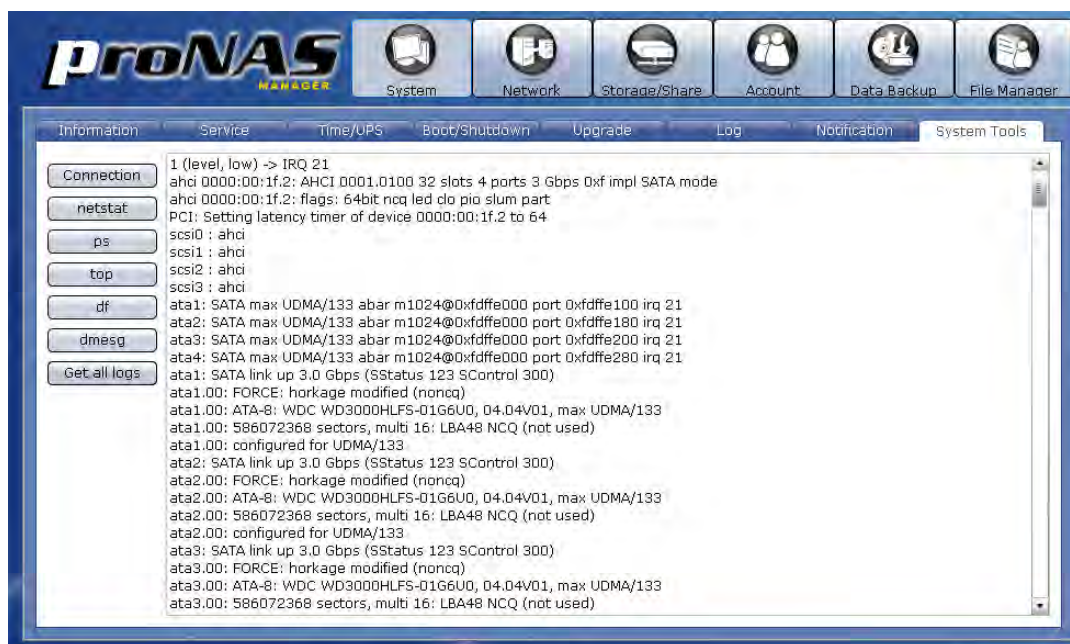 proNAS
MANAGER
System
Network
Storage/Share
Account
Data Backup
File Manager
Information
Service
Time/UPS
Boot/Shutdown
Upgrade
Log
Notification
System Tools
Connection
netstat
ps
top
df
dmesg
Get all logs
1 (level, low) -> IRQ 21
ahci 0000:00:1f.2: AHCI 0001.0100 32 slots 4 ports 3 Gbps 0xf impl SATA mode
ahci 0000:00:1f.2: flags: 64bit ncq led clo pio slum part
PCI: Setting latency timer of device 0000:00:1f.2 to 64
scsi0 : ahci
scsi1 : ahci
scsi2 : ahci
scsi3 : ahci
ata1: SATA max UDMA/133 abar m1024@0xfdffe000 port 0xfdffe100 irq 21
ata2: SATA max UDMA/133 abar m1024@0xfdffe000 port 0xfdffe180 irq 21
ata3: SATA max UDMA/133 abar m1024@0xfdffe000 port 0xfdffe200 irq 21
ata4: SATA max UDMA/133 abar m1024@0xfdffe000 port 0xfdffe280 irq 21
ata1: SATA link up 3.0 Gbps (SStatus 123 SControl 300)
ata1.00: FORCE: horkage modified (noncq)
ata1.00: ATA-8: WDC WD3000HLFS-01G6U0, 04.04V01, max UDMA/133
ata1.00: 586072368 sectors, multi 16: LBA48 NCQ (not used)
ata1.00: configured for UDMA/133
ata2: SATA link up 3.0 Gbps (SStatus 123 SControl 300)
ata2.00: FORCE: horkage modified (noncq)
ata2.00: ATA-8: WDC WD3000HLFS-01G6U0, 04.04V01, max UDMA/133
ata2.00: 586072368 sectors, multi 16: LBA48 NCQ (not used)
ata2.00: configured for UDMA/133
ata3: SATA link up 3.0 Gbps (SStatus 123 SControl 300)
ata3.00: FORCE: horkage modified (noncq)
ata3.00: ATA-8: WDC WD3000HLFS-01G6U0, 04.04V01, max UDMA/133
ata3.00: 586072368 sectors, multi 16: LBA48 NCQ (not used)